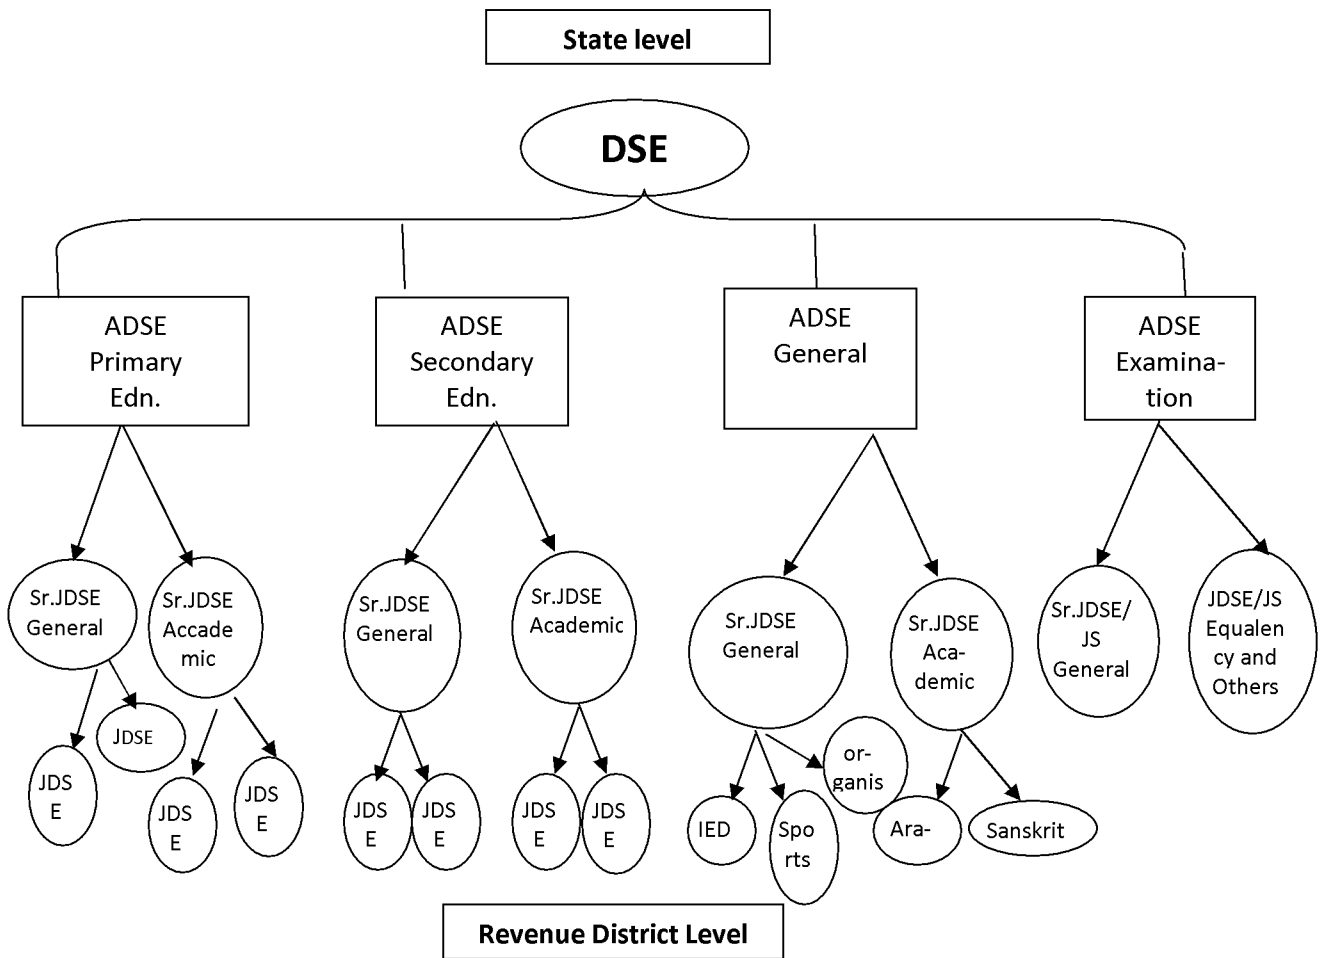 State level
DSE
ADSE
Primary
Edn.
ADSE
Secondary
Edn.
ADSE
General
ADSE
Examina-
tion
Sr.JDSE
General
Sr.JDSE
Accade
mic
Sr.JDSE
General
Sr.JDSE
Academic
Sr.JDSE
General
Sr.JDSE
Aca-
demic
Sr.JDSE/
JS
General
JDSE/JS
Equalen
cy and
Others
JDS
E
JDSE
JDS
E
JDS
E
JDS
E
JDS
E
JDS
E
JDS
E
IED
Spo
rts
or-
ganis
Ara-
Sanskrit
Revenue District Level